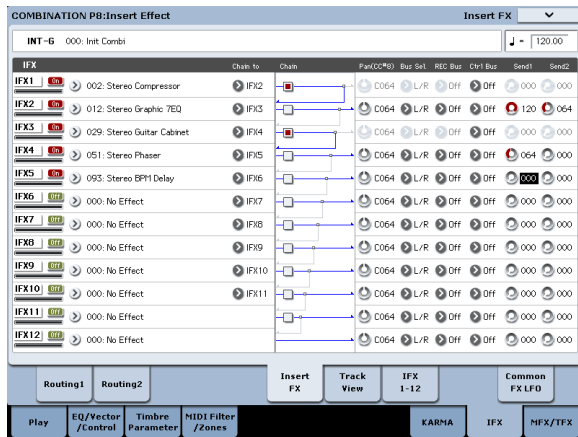 COMBINATION P8:Insert Effect Insert FX
INT-G 000: Init Combi ♩ = 120.00
IFX Chain to Chain Pan(CC#8) Bus Sel. REC Bus Ctrl Bus Send1 Send2
IFX1 On 002: Stereo Compressor IFX2 C064 L/R Off Off 000 000
IFX2 On 012: Stereo Graphic 7EQ IFX3 C064 L/R Off Off 120 064
IFX3 On 029: Stereo Guitar Cabinet IFX4 C064 L/R Off Off 000 000
IFX4 On 051: Stereo Phaser IFX5 C064 L/R Off Off 064 000
IFX5 On 093: Stereo BPM Delay IFX6 C064 L/R Off Off 000 000
IFX6 Off 000: No Effect IFX7 C064 L/R Off Off 000 000
IFX7 Off 000: No Effect IFX8 C064 L/R Off Off 000 000
IFX8 Off 000: No Effect IFX9 C064 L/R Off Off 000 000
IFX9 Off 000: No Effect IFX10 C064 L/R Off Off 000 000
IFX10 Off 000: No Effect IFX11 C064 L/R Off Off 000 000
IFX11 Off 000: No Effect C064 L/R Off Off 000 000
IFX12 Off 000: No Effect C064 L/R Off Off 000 000
Routing1 Routing2 Insert FX Track View IFX 1-12 Common FX LFO
Play EQ/Vector /Control Timbre Parameter MIDI Filter /Zones KARMA IFX MFX/TFX